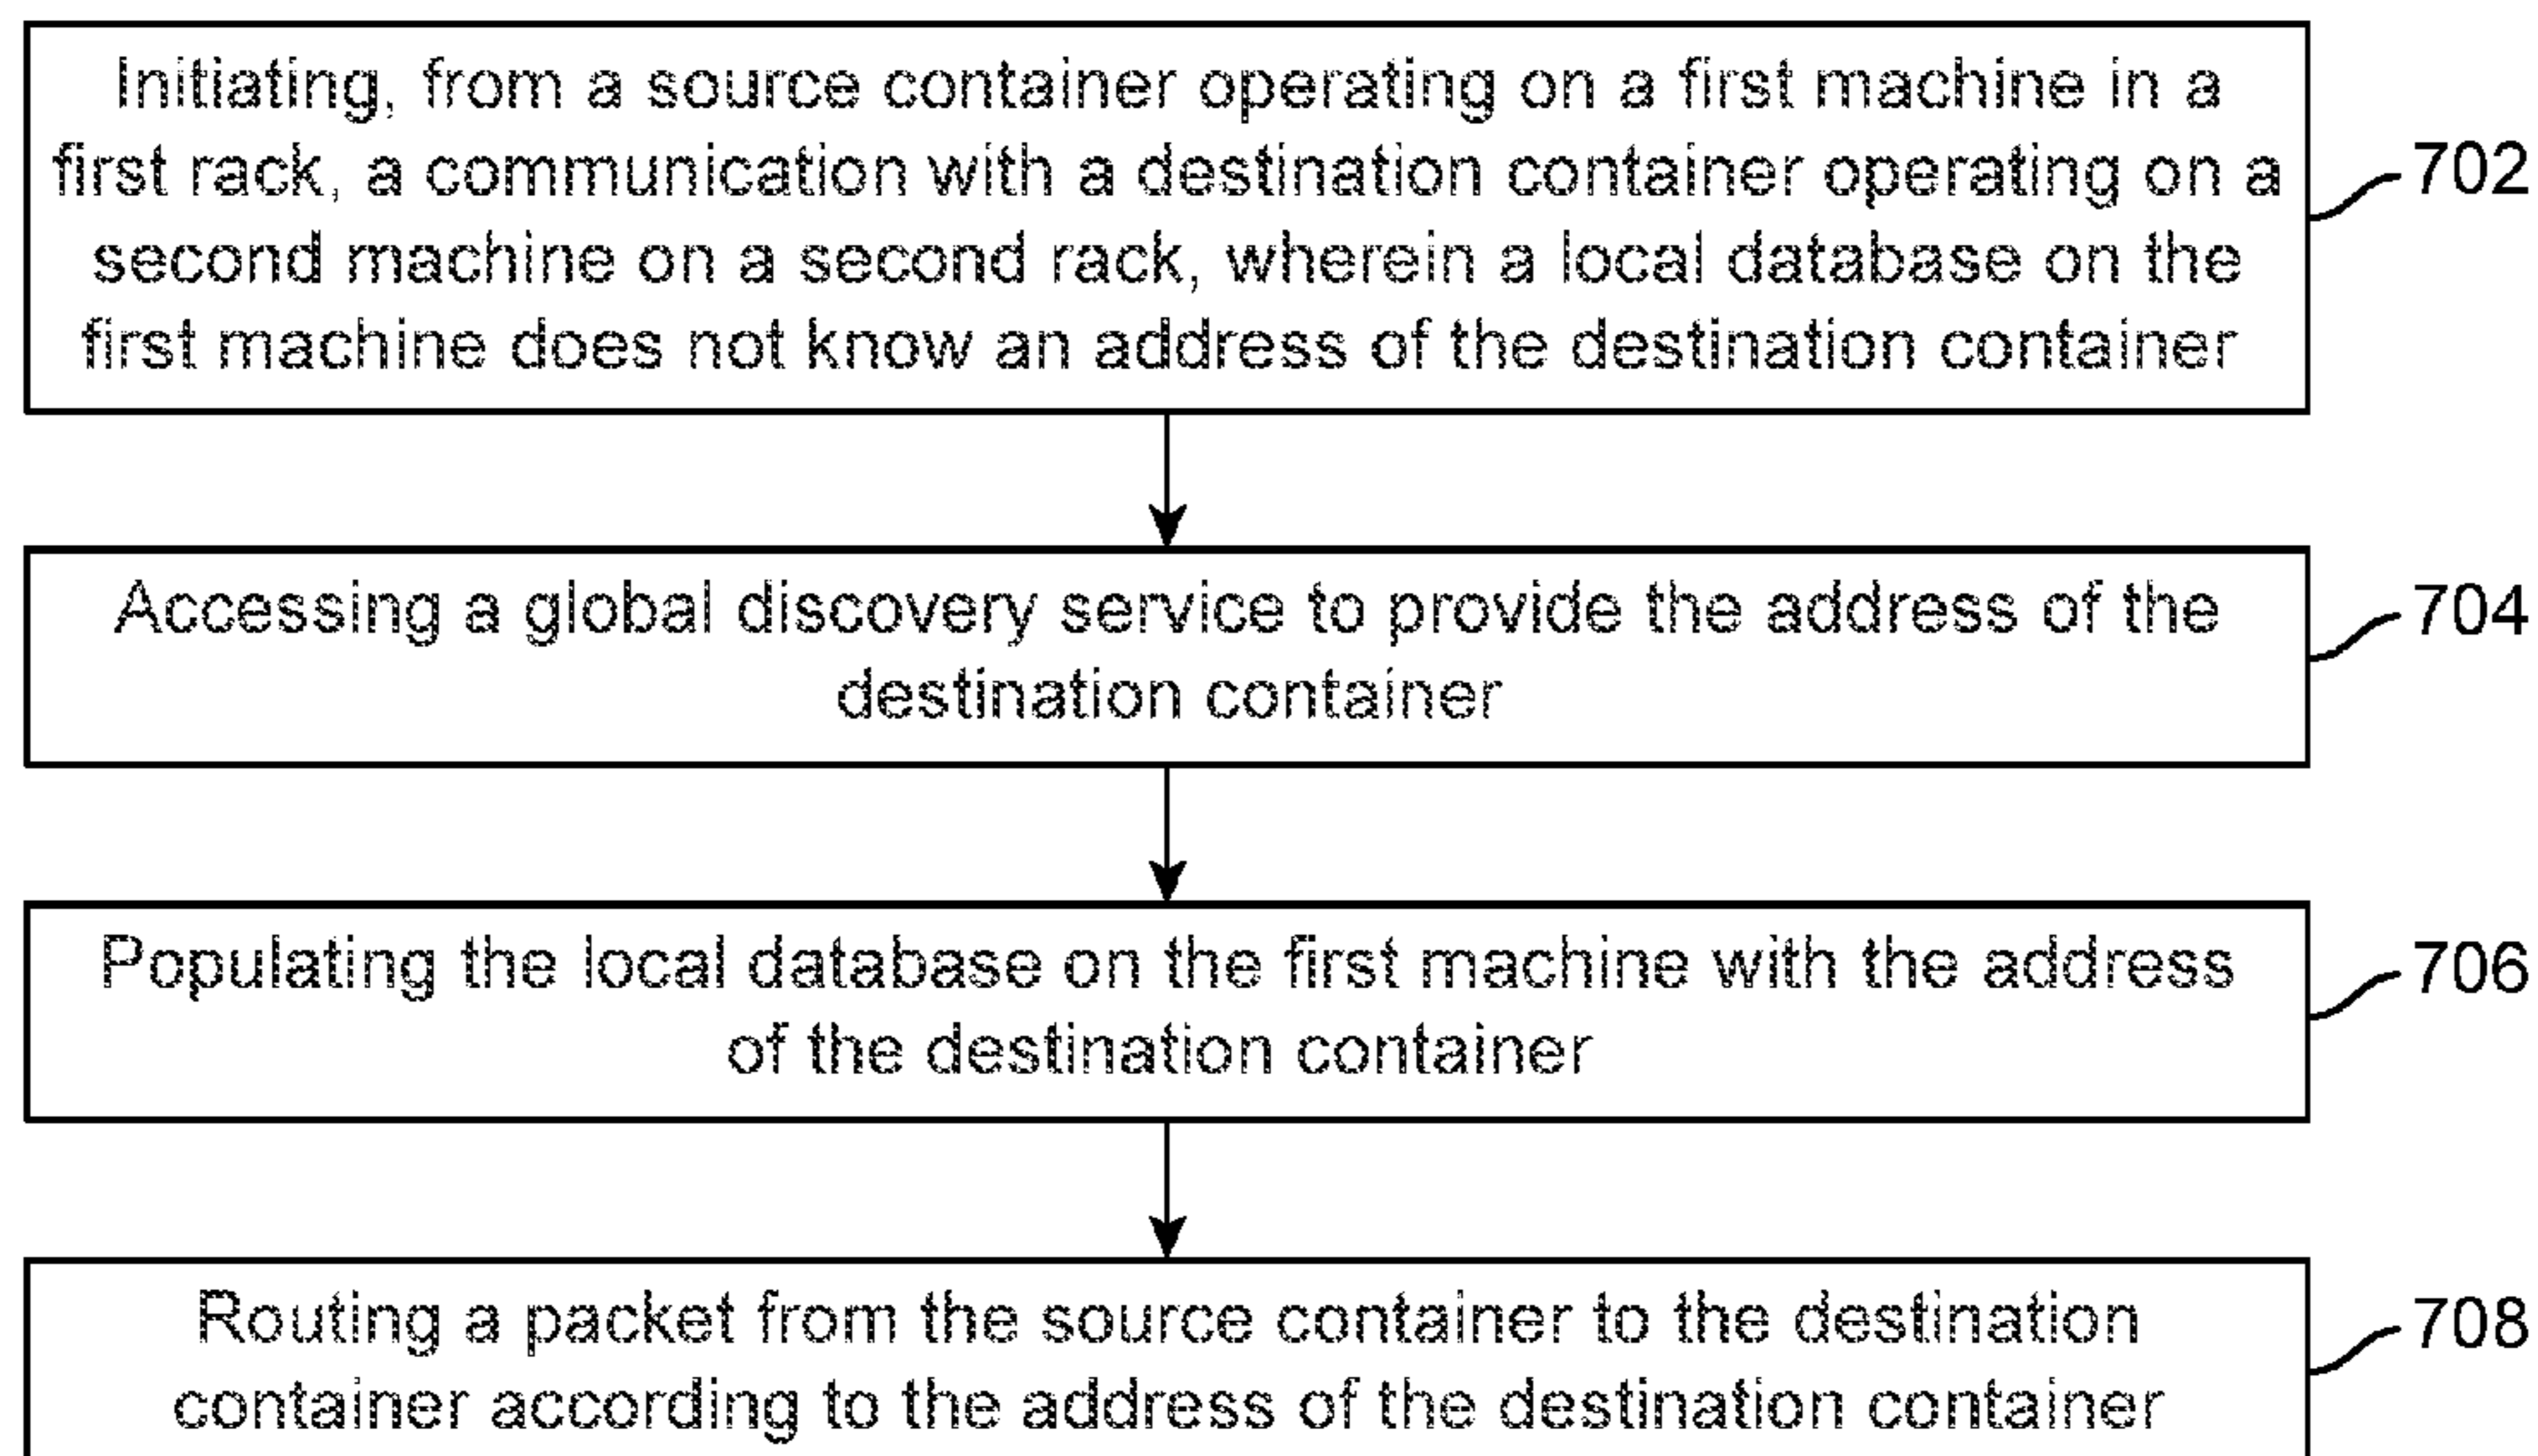 Initiating, from a source container operating on a first machine in a
first rack, a communication with a destination container operating on a
second machine on a second rack, wherein a local database on the
first machine does not know an address of the destination container
702
Accessing a global discovery service to provide the address of the
destination container
704
Populating the local database on the first machine with the address
of the destination container
706
Routing a packet from the source container to the destination
container according to the address of the destination container
708